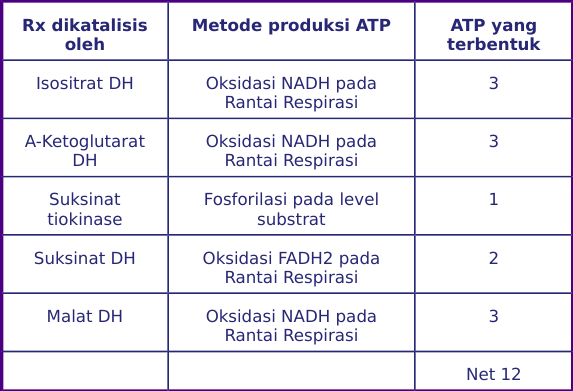 Rx dikatalisis
oleh
Metode produksi ATP
ATP yang
terbentuk
Isositrat DH
Oksidasi NADH pada
Rantai Respirasi
3
A-Ketoglutarat
DH
Oksidasi NADH pada
Rantai Respirasi
3
Suksinat
tiokinase
Fosforilasi pada level
substrat
1
Suksinat DH
Oksidasi FADH2 pada
Rantai Respirasi
2
Malat DH
Oksidasi NADH pada
Rantai Respirasi
3
Net 12